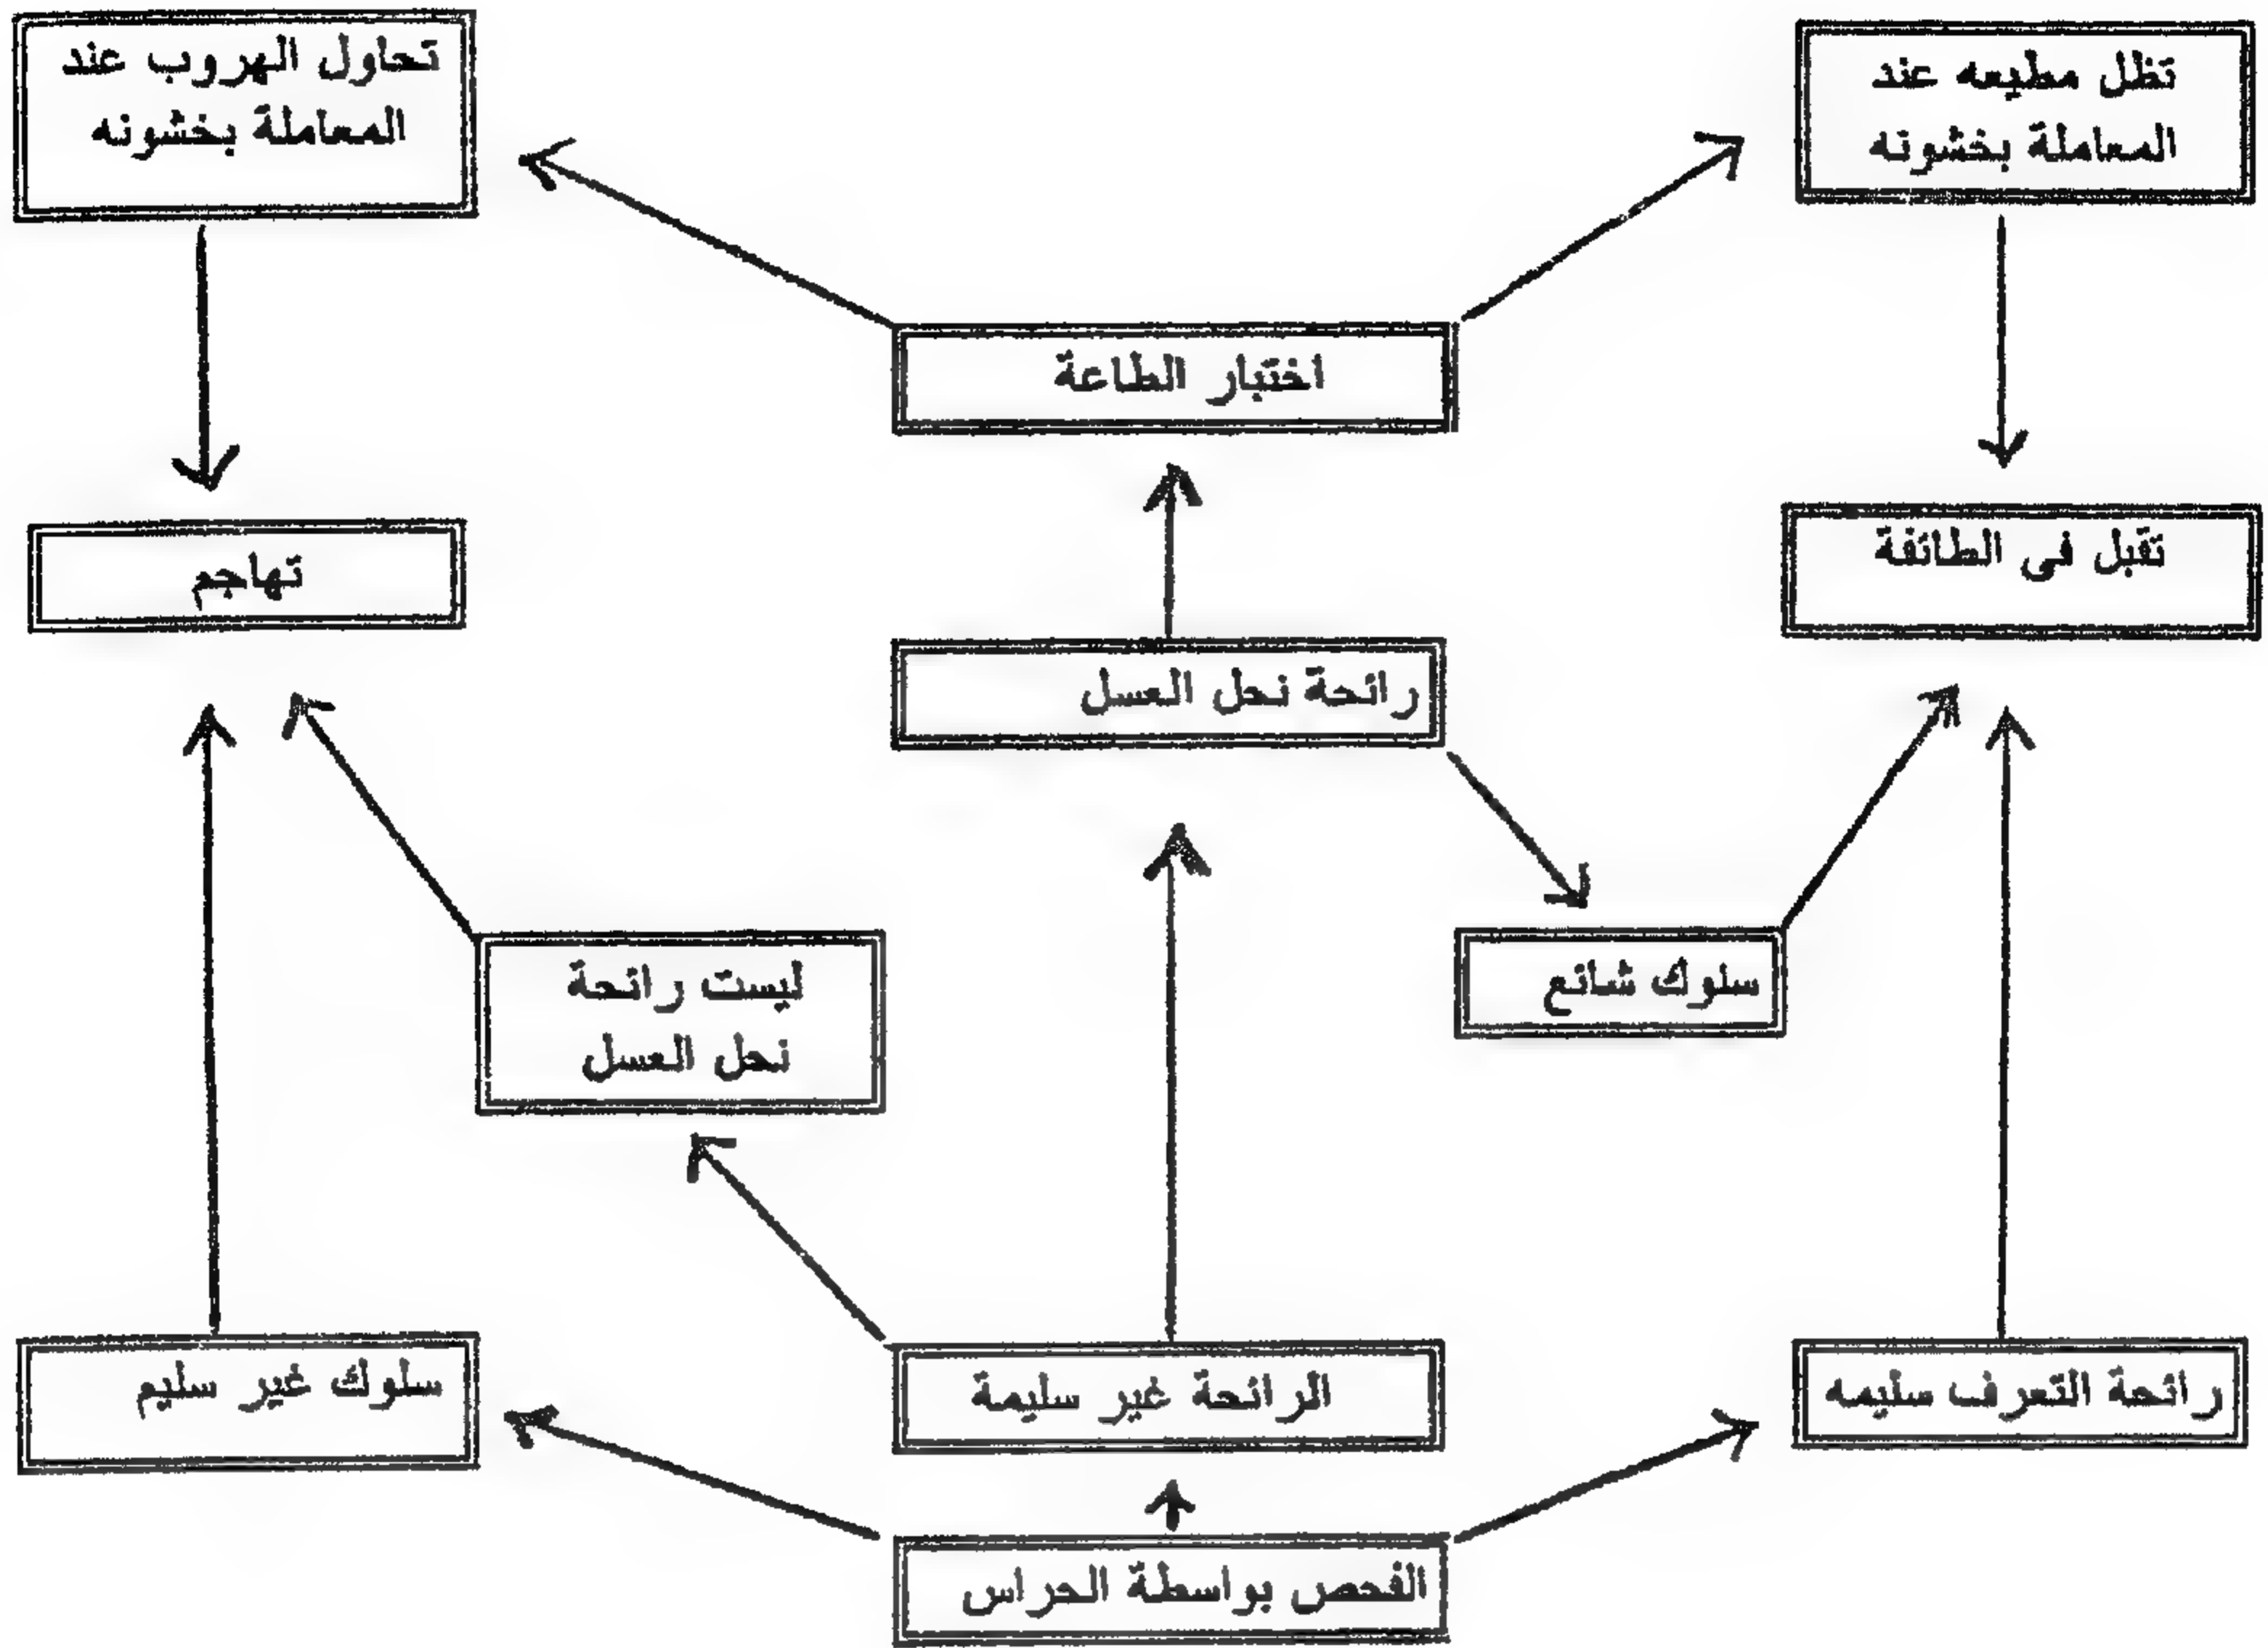 تظل مطيعه عند
المعاملة بخشونه
تحاول الهروب عند
المعاملة بخشونه
اختبار الطاعة
تقبل فى الطائفة
تهاجم
رائحة نحل العسل
سلوك شائع
ليست رائحة
نحل العسل
رائحة التعرف سليمه
الرائحة غير سليمة
سلوك غير سليم
الفحص بواسطة الحراس